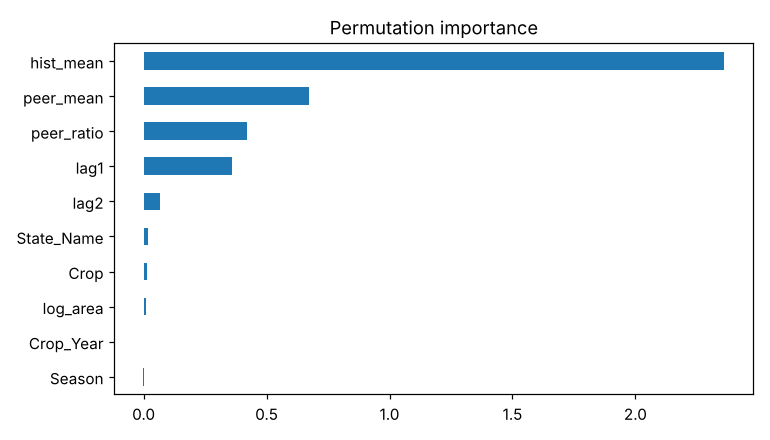 Permutation importance
hist_mean
peer_mean
peer_ratio
lag1
lag2
State_Name
Crop
log_area
Crop_Year
Season
0.0 0.5 1.0 1.5 2.0